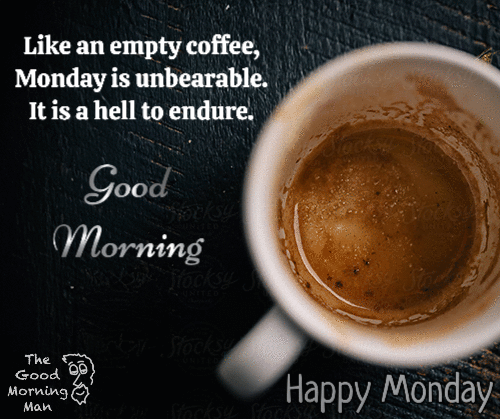 Like an empty coffee,
Monday is unbearable.
It is a hell to endure.
Good
Morning
The
Good
Morning
Man
Happy Monday